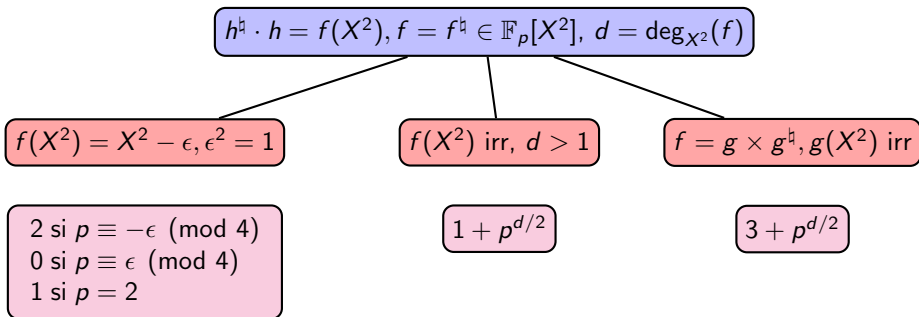 h^♮ · h = f(X²), f = f^♮ ∈ 𝔽_p[X²], d = deg_{X²}(f)
f(X²) = X² − ϵ, ϵ² = 1
f(X²) irr, d > 1
f = g × g^♮, g(X²) irr
2 si p ≡ −ϵ (mod 4)
0 si p ≡ ϵ (mod 4)
1 si p = 2
1 + p^{d/2}
3 + p^{d/2}